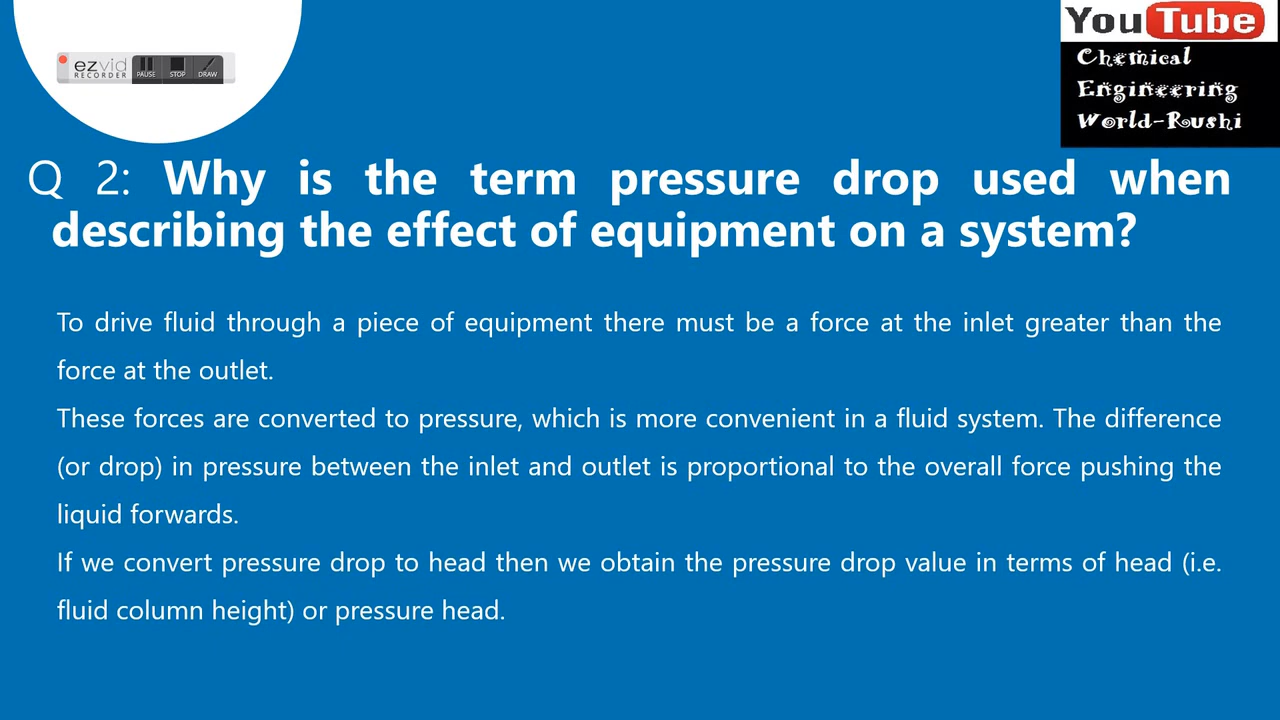 ezvid
RECORDER
PAUSE STOP DRAW
YouTube
Chemical
Engineering
World-Rushi
Q 2: Why is the term pressure drop used when
describing the effect of equipment on a system?
To drive fluid through a piece of equipment there must be a force at the inlet greater than the
force at the outlet.
These forces are converted to pressure, which is more convenient in a fluid system. The difference
(or drop) in pressure between the inlet and outlet is proportional to the overall force pushing the
liquid forwards.
If we convert pressure drop to head then we obtain the pressure drop value in terms of head (i.e.
fluid column height) or pressure head.